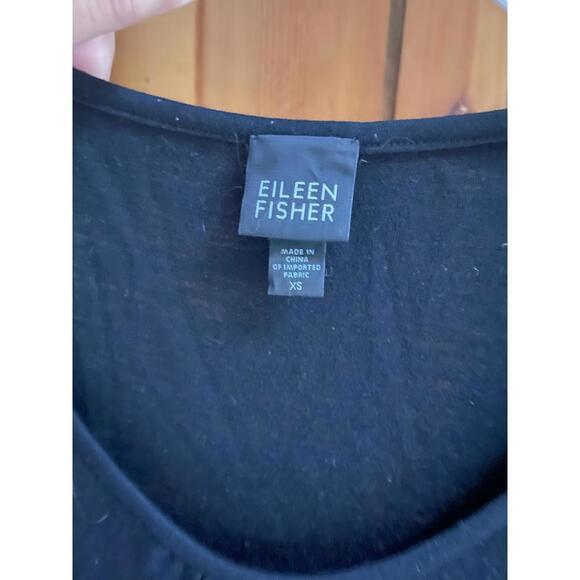 EILEEN
FISHER
MADE IN
CHINA
OF IMPORTED
FABRIC
XS